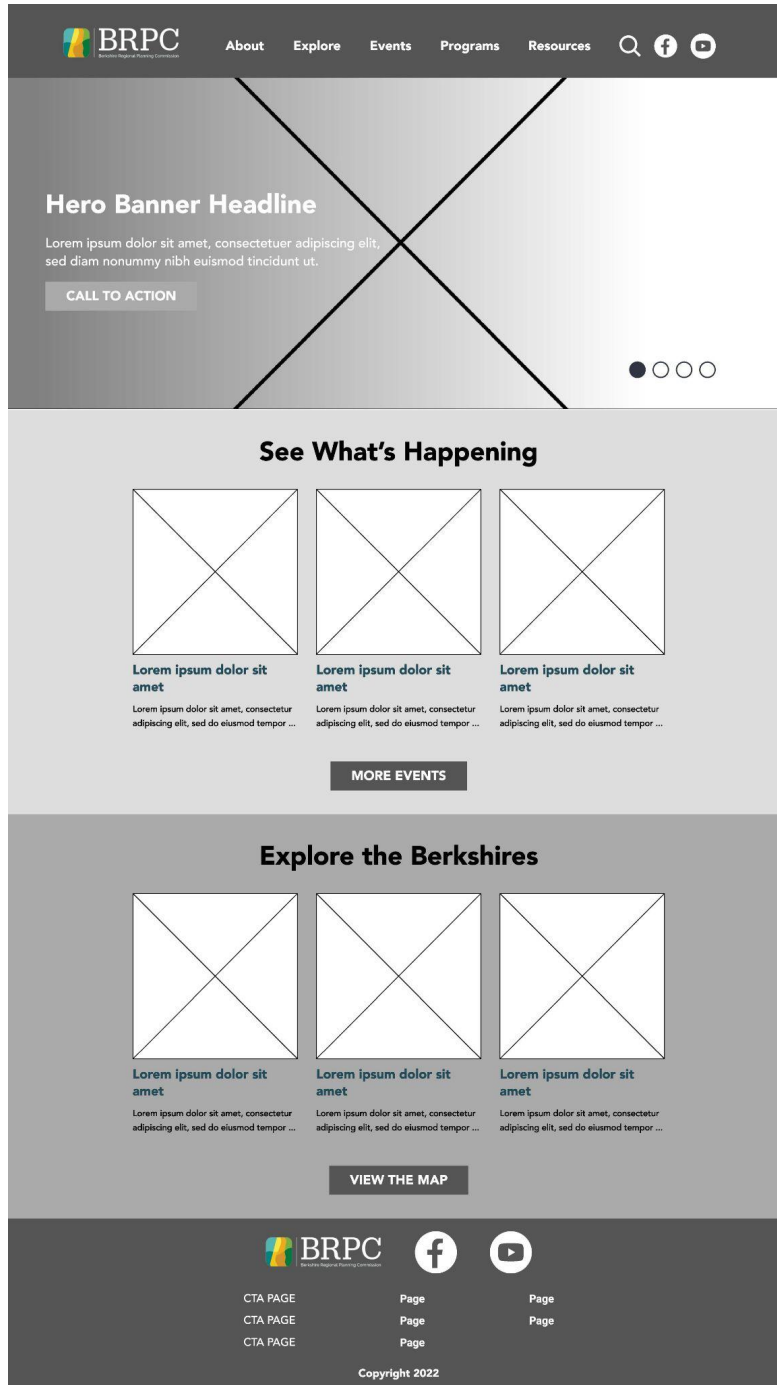 BRPC
Berkshire Regional Planning Commission
About Explore Events Programs Resources
Hero Banner Headline
Lorem ipsum dolor sit amet, consectetuer adipiscing elit,
sed diam nonummy nibh euismod tincidunt ut.
CALL TO ACTION
See What's Happening
Lorem ipsum dolor sit
amet
Lorem ipsum dolor sit amet, consectetur
adipiscing elit, sed do eiusmod tempor ...
Lorem ipsum dolor sit
amet
Lorem ipsum dolor sit amet, consectetur
adipiscing elit, sed do eiusmod tempor ...
Lorem ipsum dolor sit
amet
Lorem ipsum dolor sit amet, consectetur
adipiscing elit, sed do eiusmod tempor ...
MORE EVENTS
Explore the Berkshires
Lorem ipsum dolor sit
amet
Lorem ipsum dolor sit amet, consectetur
adipiscing elit, sed do eiusmod tempor ...
Lorem ipsum dolor sit
amet
Lorem ipsum dolor sit amet, consectetur
adipiscing elit, sed do eiusmod tempor ...
Lorem ipsum dolor sit
amet
Lorem ipsum dolor sit amet, consectetur
adipiscing elit, sed do eiusmod tempor ...
VIEW THE MAP
BRPC
Berkshire Regional Planning Commission
CTA PAGE Page Page
CTA PAGE Page Page
CTA PAGE Page
Copyright 2022